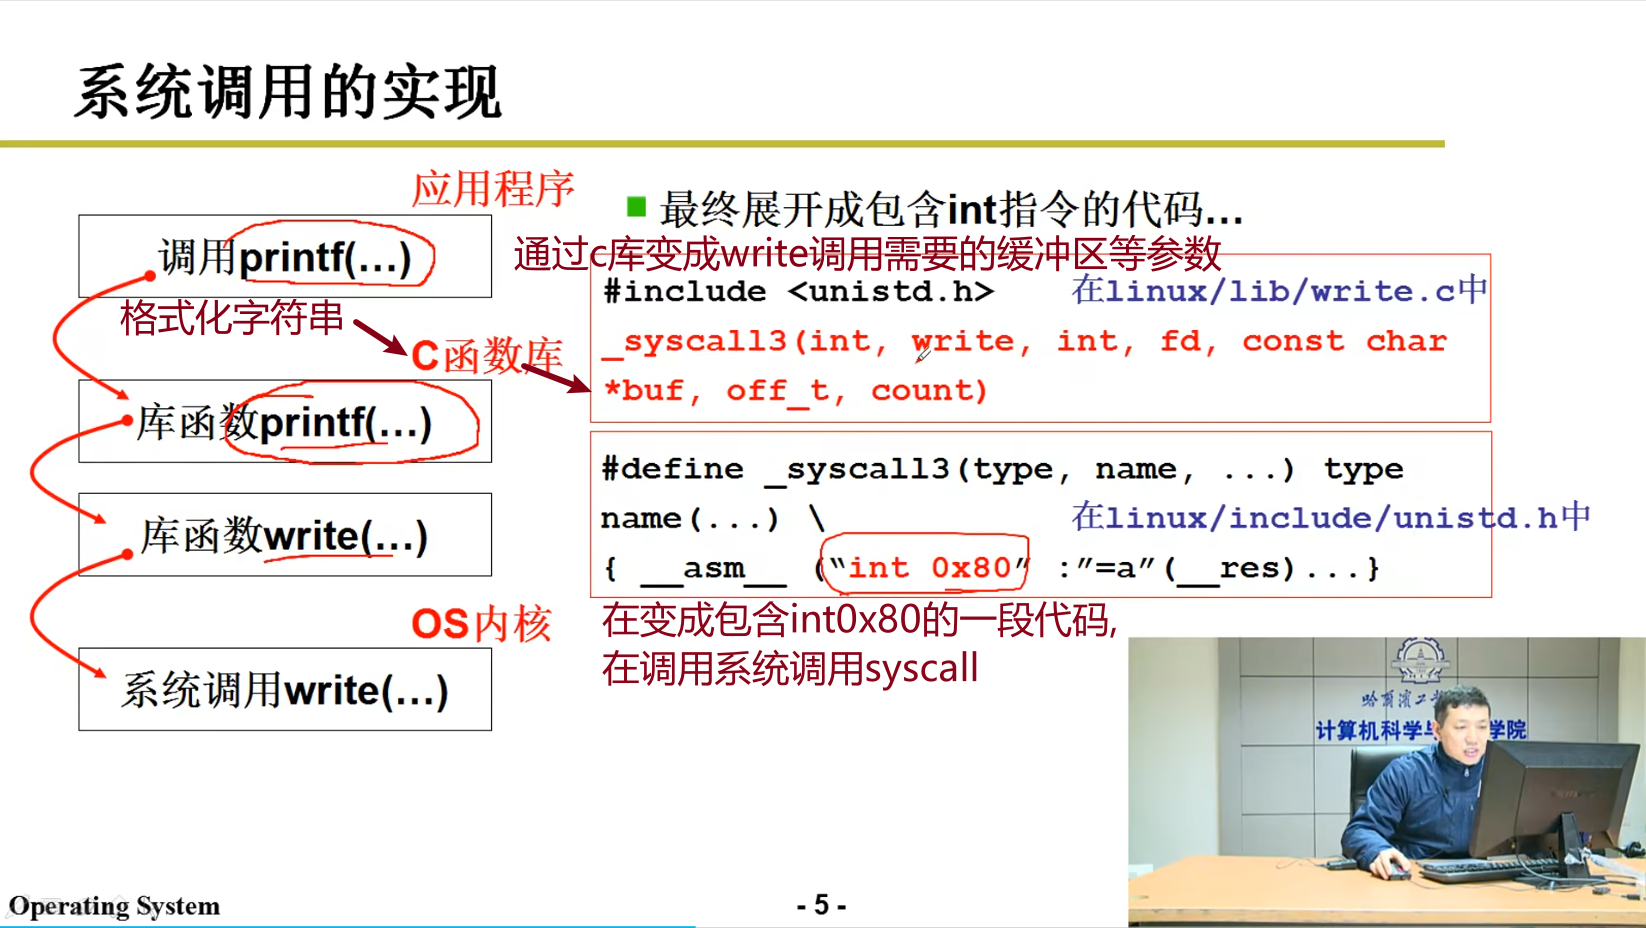 系统调用的实现
应用程序
调用printf(...)
格式化字符串
C函数库
库函数printf(...)
库函数write(...)
OS内核
系统调用write(...)
最终展开成包含int指令的代码...
通过c库变成write调用需要的缓冲区等参数
#include <unistd.h> 在linux/lib/write.c中
_syscall3(int, write, int, fd, const char
*buf, off_t, count)
#define _syscall3(type, name, ...) type
name(...) \ 在linux/include/unistd.h中
{ __asm__ (“int 0x80” :”=a”(__res)...}
在变成包含int0x80的一段代码,
在调用系统调用syscall
计算机科学与
学院
Operating System
- 5 -